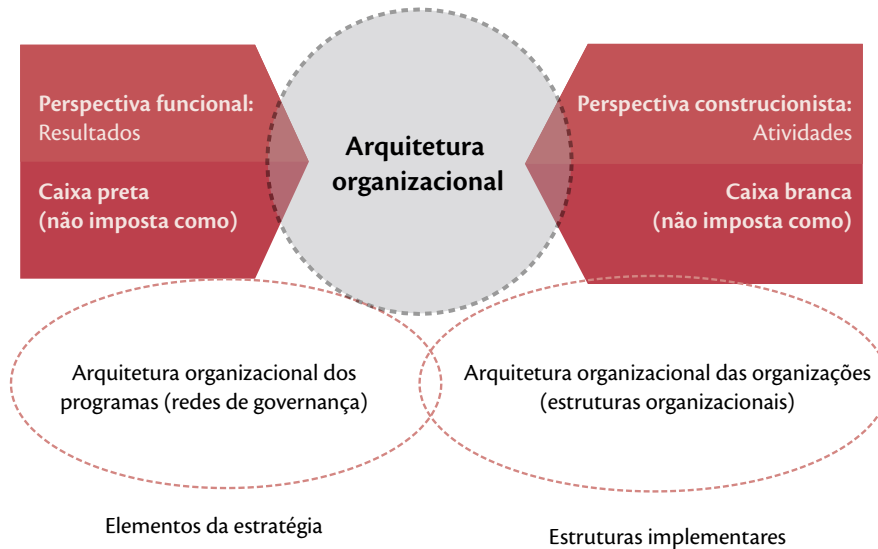 Perspectiva funcional:
Resultados
Caixa preta
(não imposta como)
Arquitetura
organizacional
Perspectiva construcionista:
Atividades
Caixa branca
(não imposta como)
Arquitetura organizacional dos
programas (redes de governança)
Arquitetura organizacional das organizações
(estruturas organizacionais)
Elementos da estratégia
Estruturas implementares